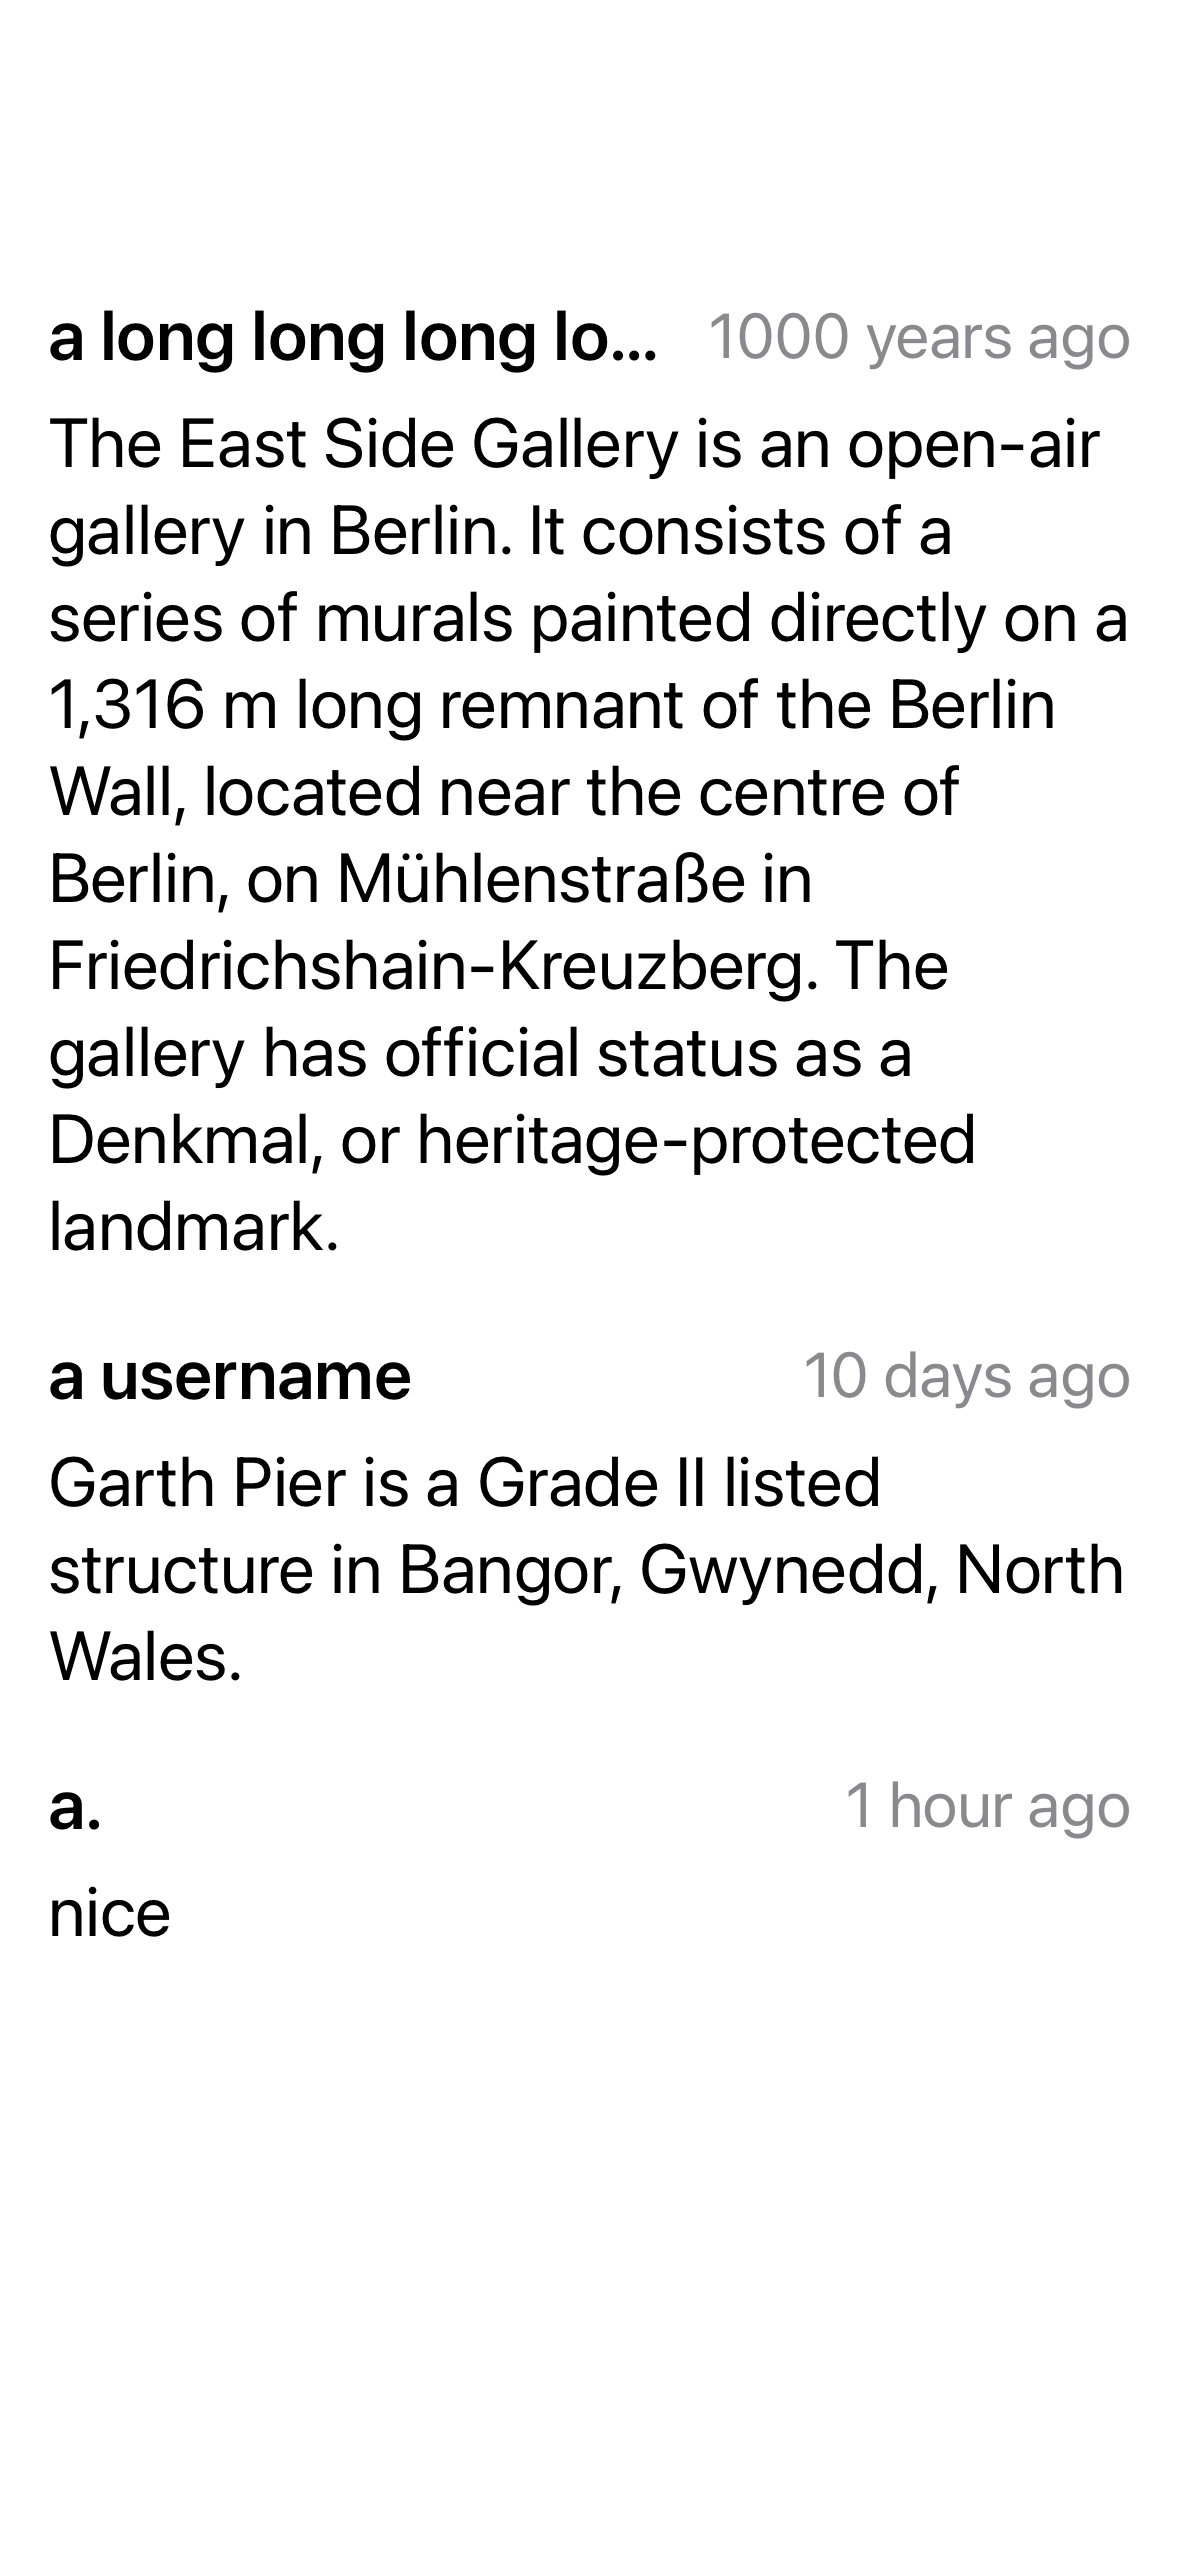 a long long long lo... 1000 years ago
The East Side Gallery is an open-air
gallery in Berlin. It consists of a
series of murals painted directly on a
1,316 m long remnant of the Berlin
Wall, located near the centre of
Berlin, on Mühlenstraße in
Friedrichshain-Kreuzberg. The
gallery has official status as a
Denkmal, or heritage-protected
landmark.
a username 10 days ago
Garth Pier is a Grade II listed
structure in Bangor, Gwynedd, North
Wales.
a. 1 hour ago
nice